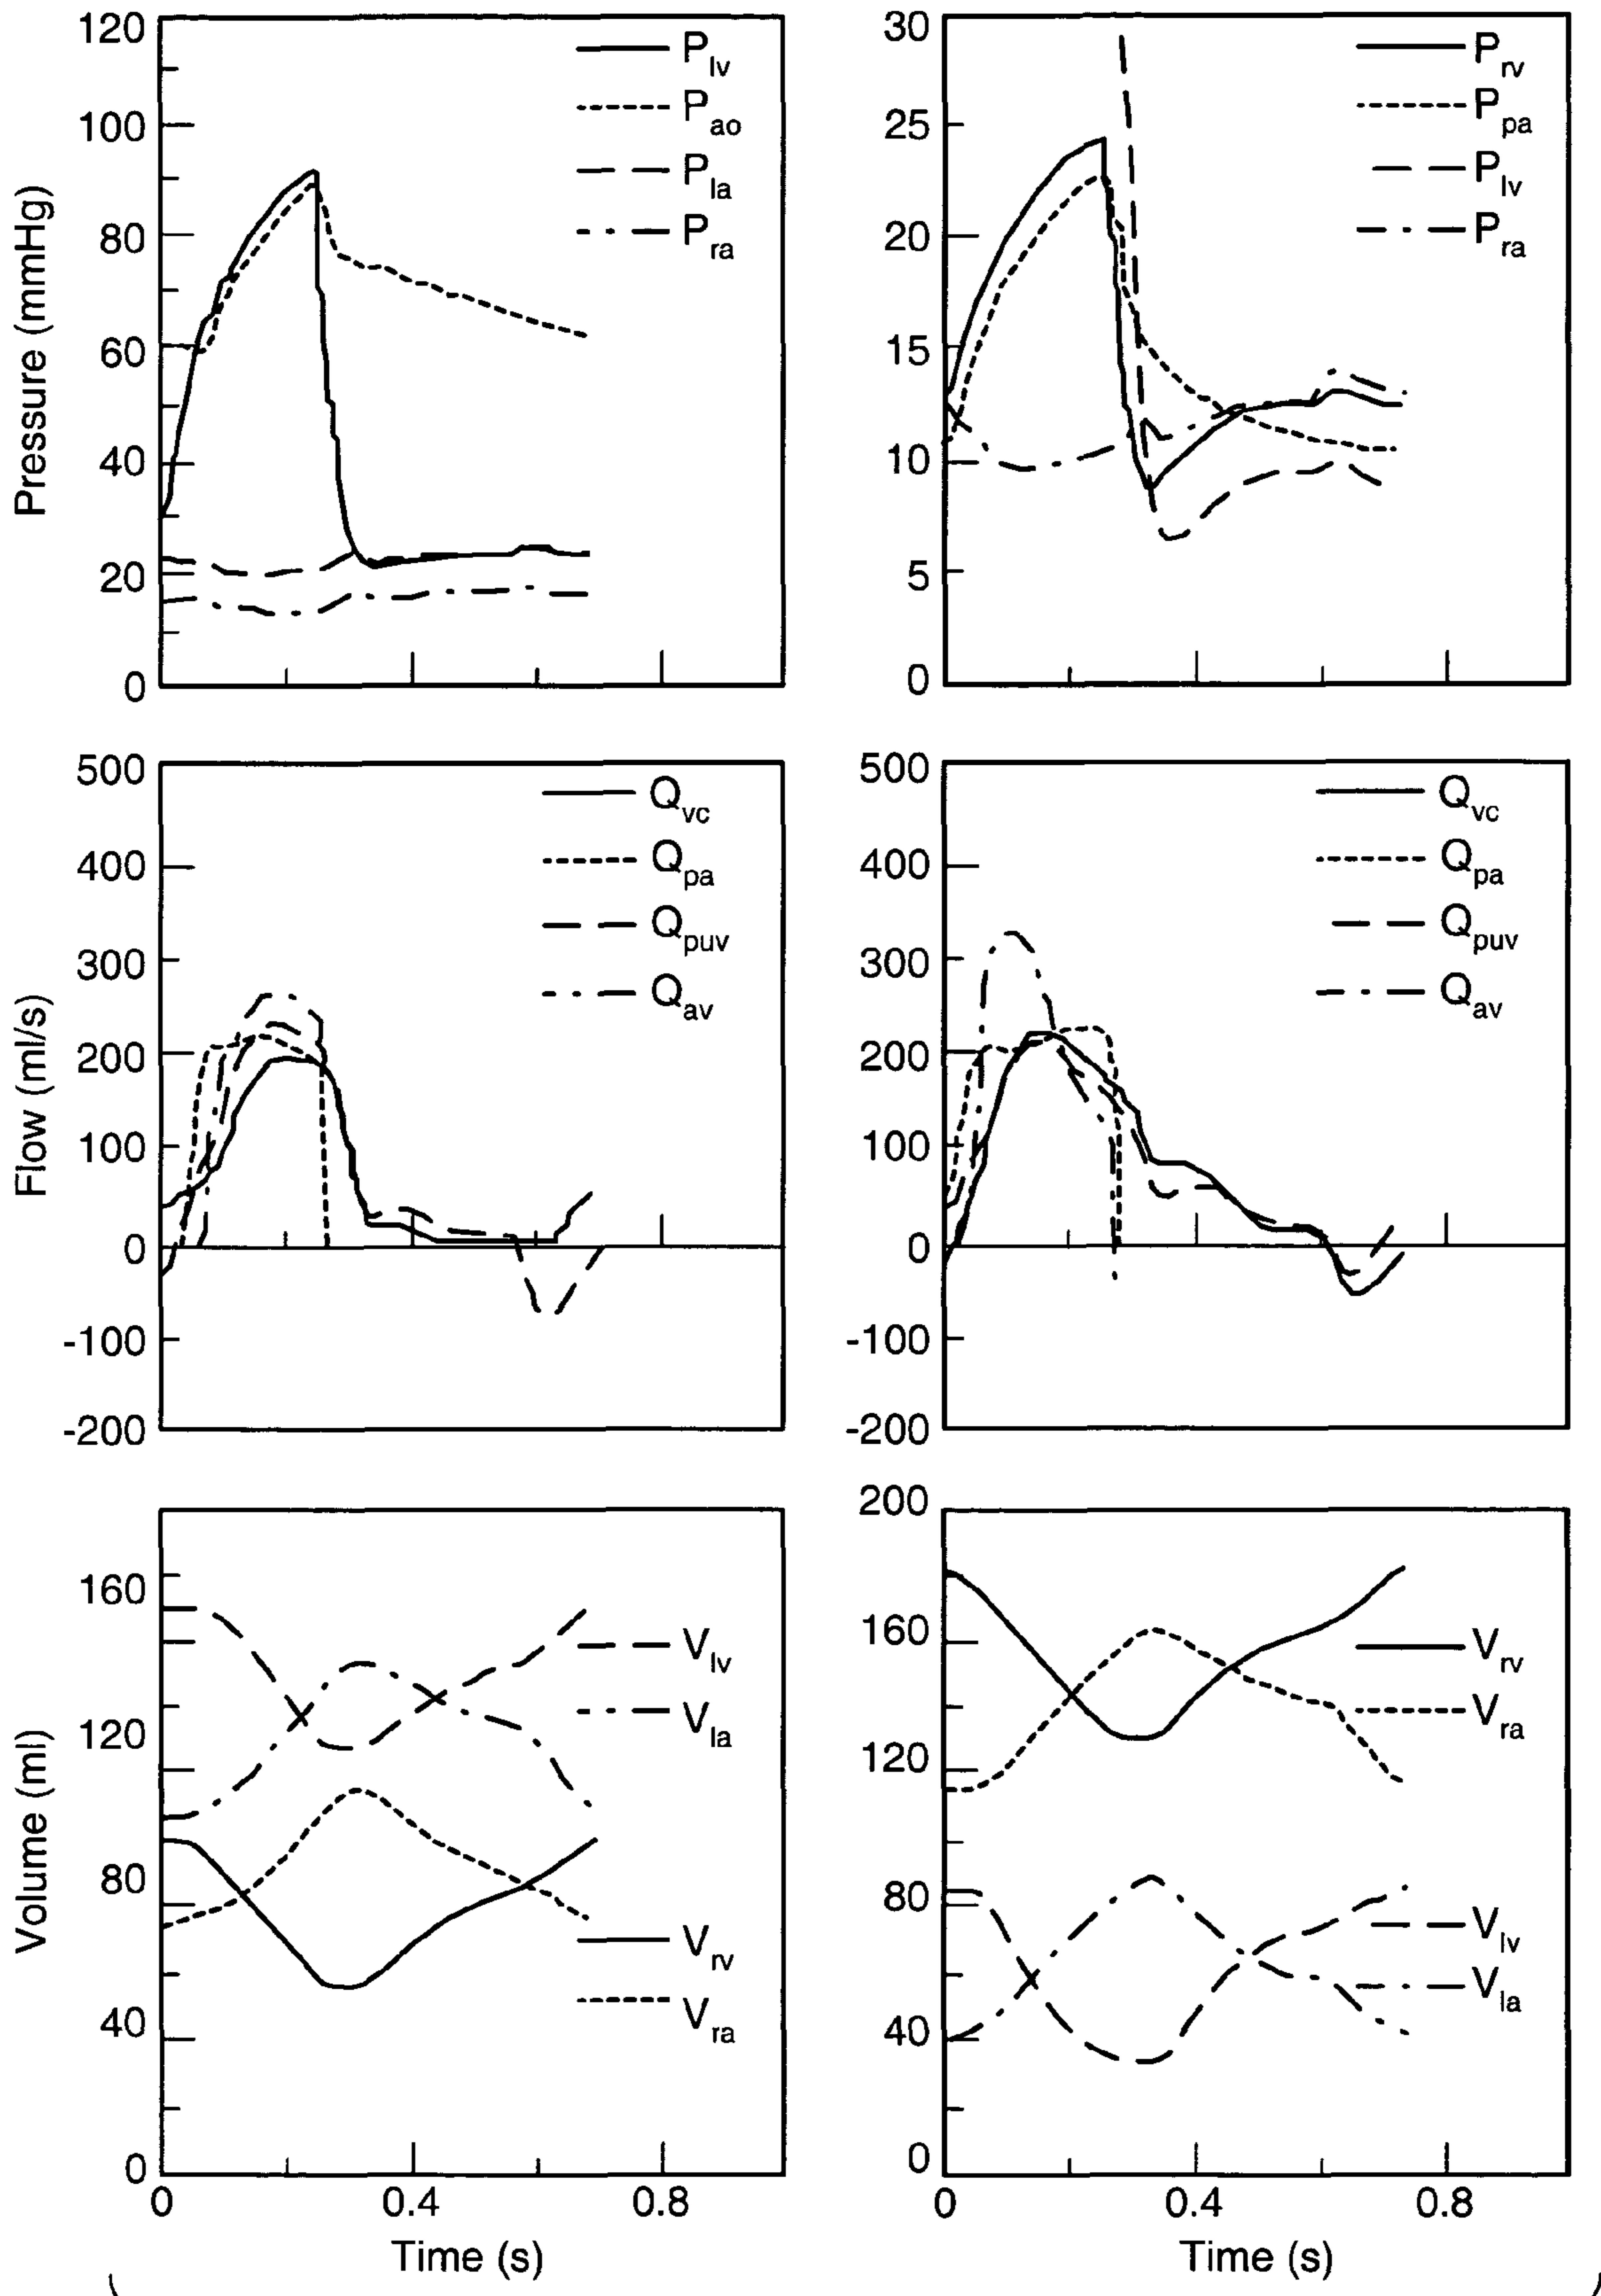 Pressure (mmHg)
120
100
80
60
40
20
0
Plv
Pao
Pla
Pra
30
25
20
15
10
5
0
Prv
Ppa
Plv
Pra
Flow (ml/s)
500
400
300
200
100
0
-100
-200
Qvc
Qpa
Qpuv
Qav
500
400
300
200
100
0
-100
-200
Qvc
Qpa
Qpuv
Qav
Volume (ml)
160
120
80
40
0
Vlv
Vla
Vrv
Vra
0
0.4
0.8
Time (s)
200
160
120
80
40
0
Vrv
Vra
Vlv
Vla
0
0.4
0.8
Time (s)